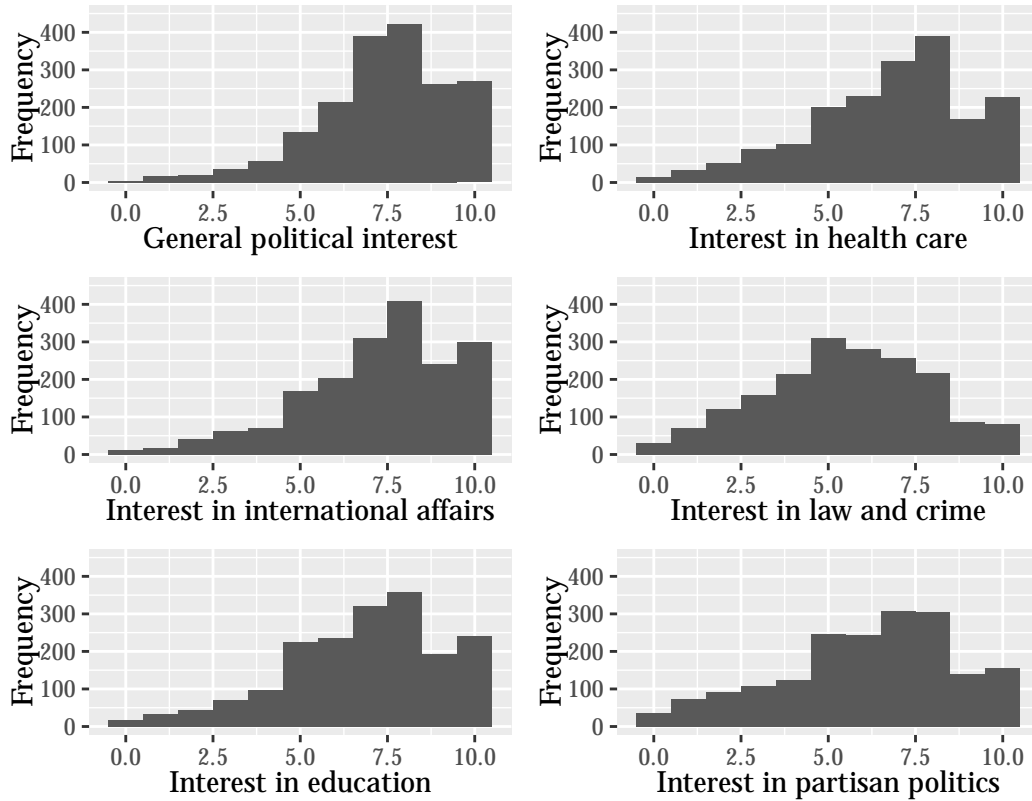 Frequency
400
300
200
100
0
0.0 2.5 5.0 7.5 10.0
General political interest
Frequency
400
300
200
100
0
0.0 2.5 5.0 7.5 10.0
Interest in health care
Frequency
400
300
200
100
0
0.0 2.5 5.0 7.5 10.0
Interest in international affairs
Frequency
400
300
200
100
0
0.0 2.5 5.0 7.5 10.0
Interest in law and crime
Frequency
400
300
200
100
0
0.0 2.5 5.0 7.5 10.0
Interest in education
Frequency
400
300
200
100
0
0.0 2.5 5.0 7.5 10.0
Interest in partisan politics